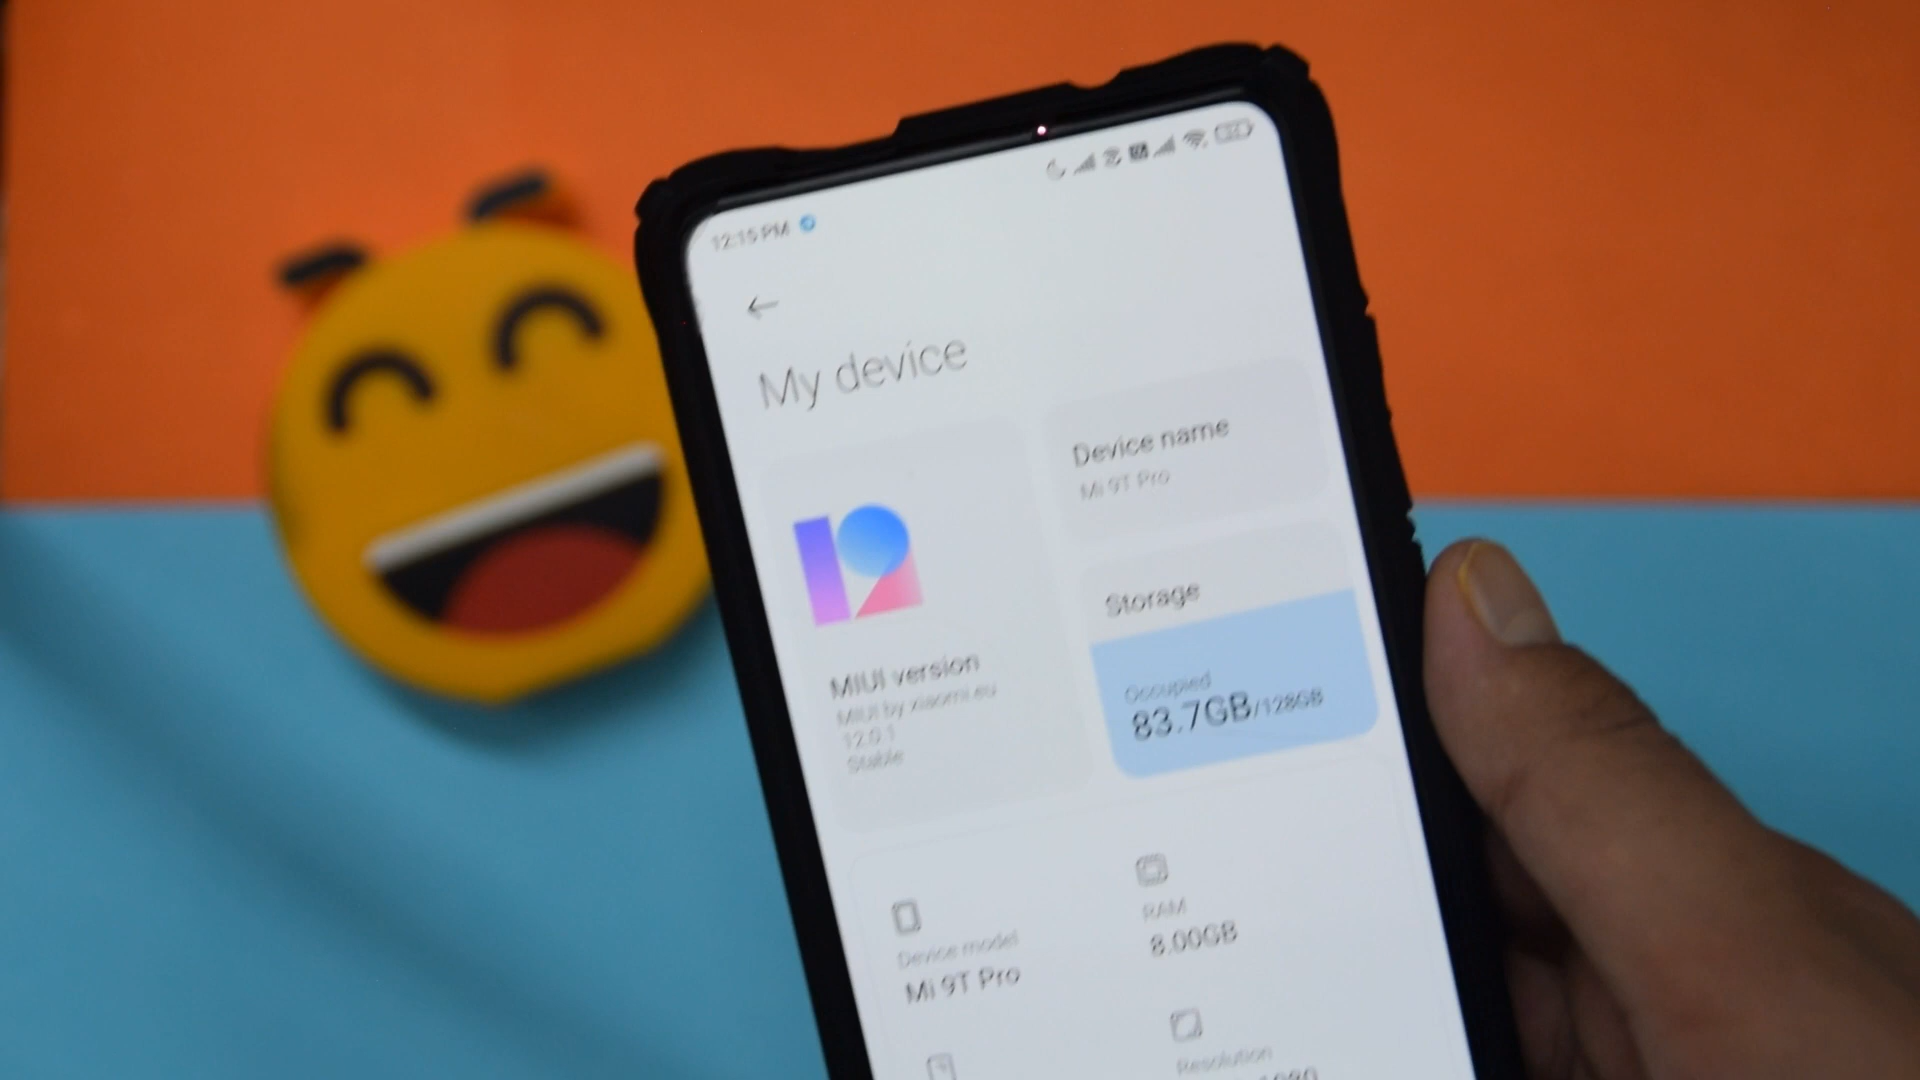 12:15 PM
My device
Device name
Mi 9T Pro
12
MIUI version
MIUI by xiaomi.eu
12.0.1
Stable
Storage
Occupied
83.7GB/128GB
Device model
Mi 9T Pro
RAM
8.00GB
Resolution